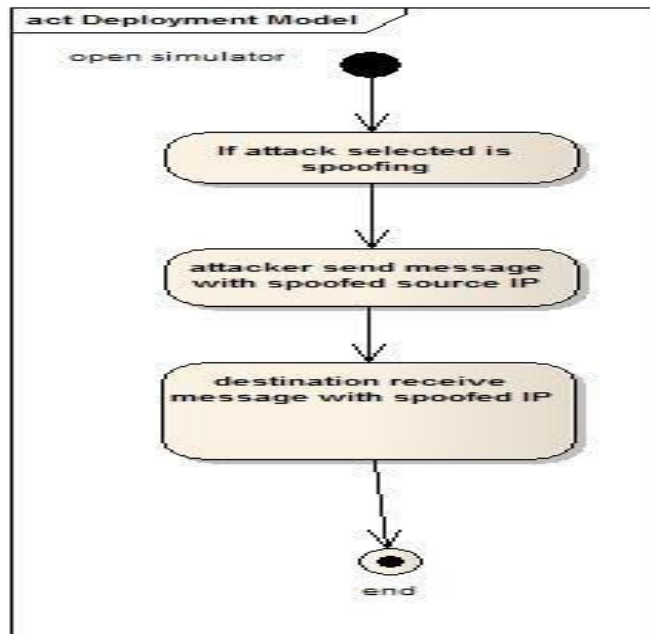 act Deployment Model
open simulator
If attack selected is
spoofing
attacker send message
with spoofed source IP
destination receive
message with spoofed IP
end